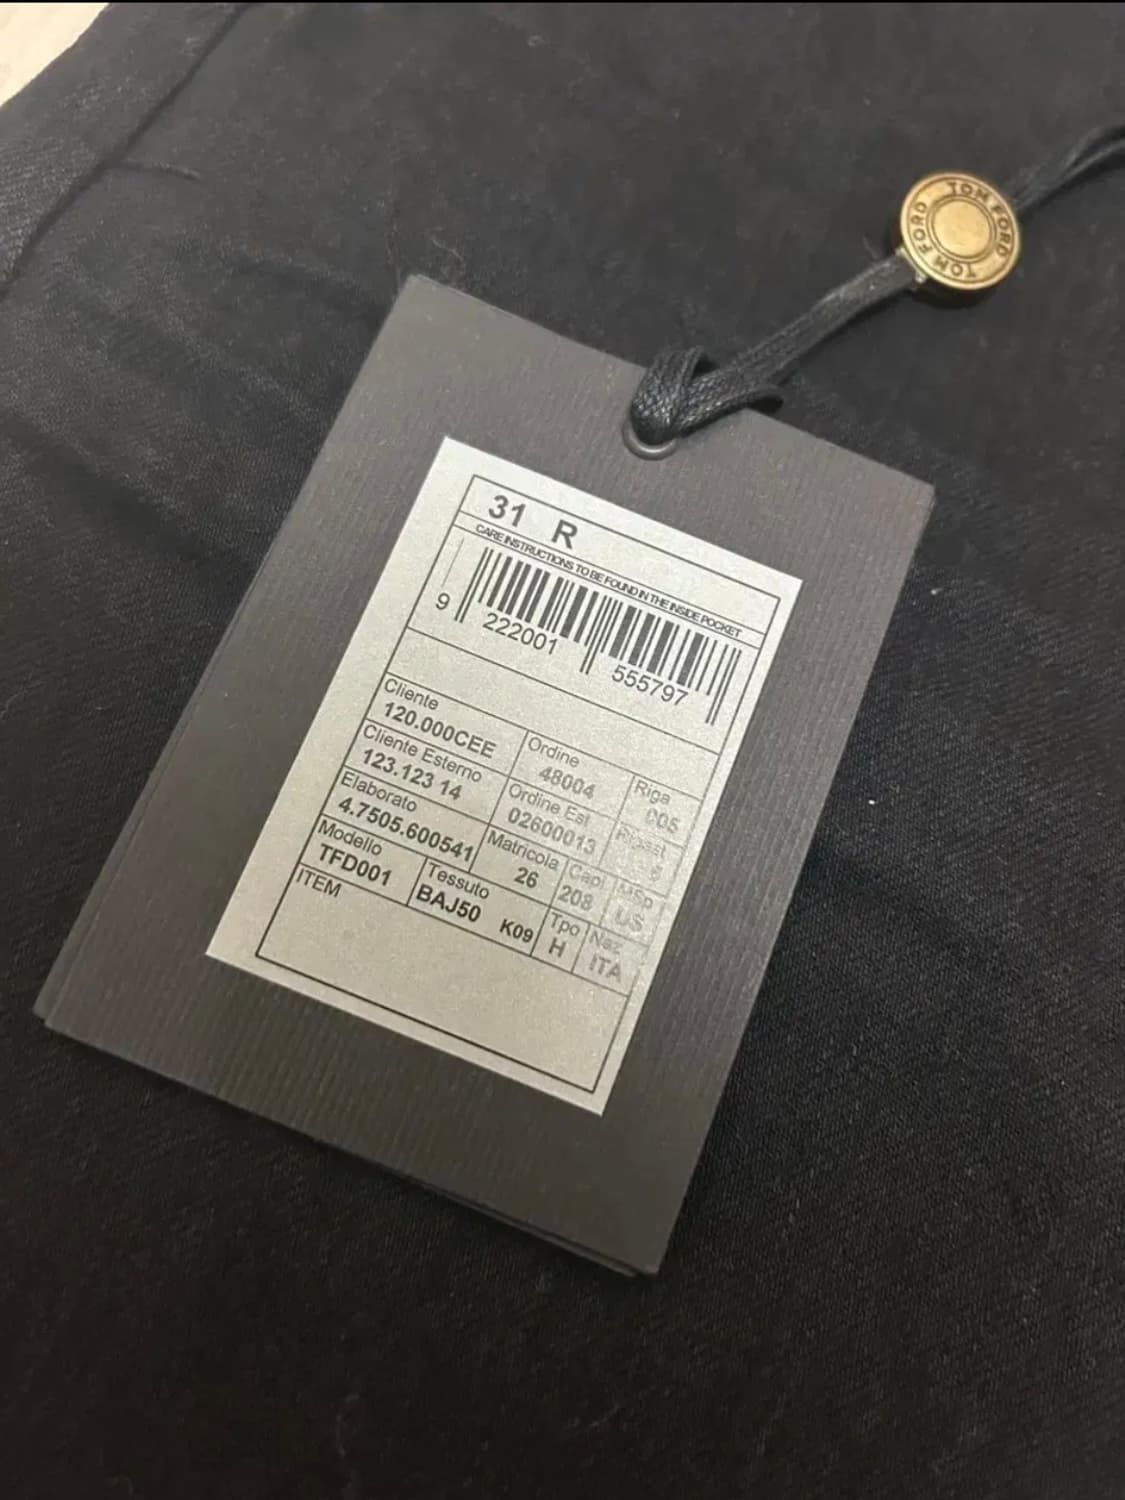 TOM FORD TOM FORD
31 R
CARE INSTRUCTIONS TO BE FOUND IN THE INSIDE POCKET
9 222001 555797
Cliente Ordine Riga
120.000CEE 48004 005
Cliente Esterno Ordine Est
123.123 14 02600013
Elaborato Matricola Capi
4.7505.600541 26 208 US
Modello Tessuto Tpo Naz
TFD001 BAJ50 K09 H ITA
ITEM